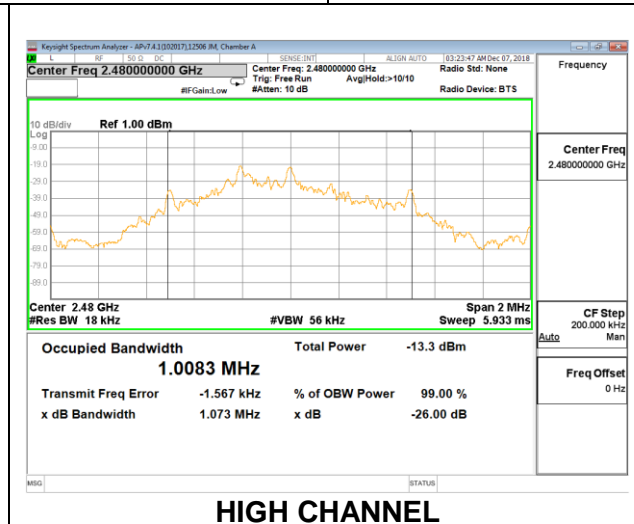 Keysight Spectrum Analyzer - APv7.4.1(102017),12506 JM, Chamber A
L RF 50 Ω DC SENSE:INT ALIGN AUTO 03:23:47 AM Dec 07, 2018
Center Freq 2.480000000 GHz Center Freq: 2.480000000 GHz Radio Std: None
Trig: Free Run Avg|Hold:>10/10
#IFGain:Low #Atten: 10 dB Radio Device: BTS
Frequency
10 dB/div Ref 1.00 dBm
Log
-9.00
-19.0
-29.0
-39.0
-49.0
-59.0
-69.0
-79.0
-89.0
Center 2.48 GHz Span 2 MHz
#Res BW 18 kHz #VBW 56 kHz Sweep 5.933 ms
Occupied Bandwidth Total Power -13.3 dBm
1.0083 MHz
Transmit Freq Error -1.567 kHz % of OBW Power 99.00 %
x dB Bandwidth 1.073 MHz x dB -26.00 dB
Center Freq
2.480000000 GHz
CF Step
200.000 kHz
Auto Man
Freq Offset
0 Hz
MSG STATUS
HIGH CHANNEL